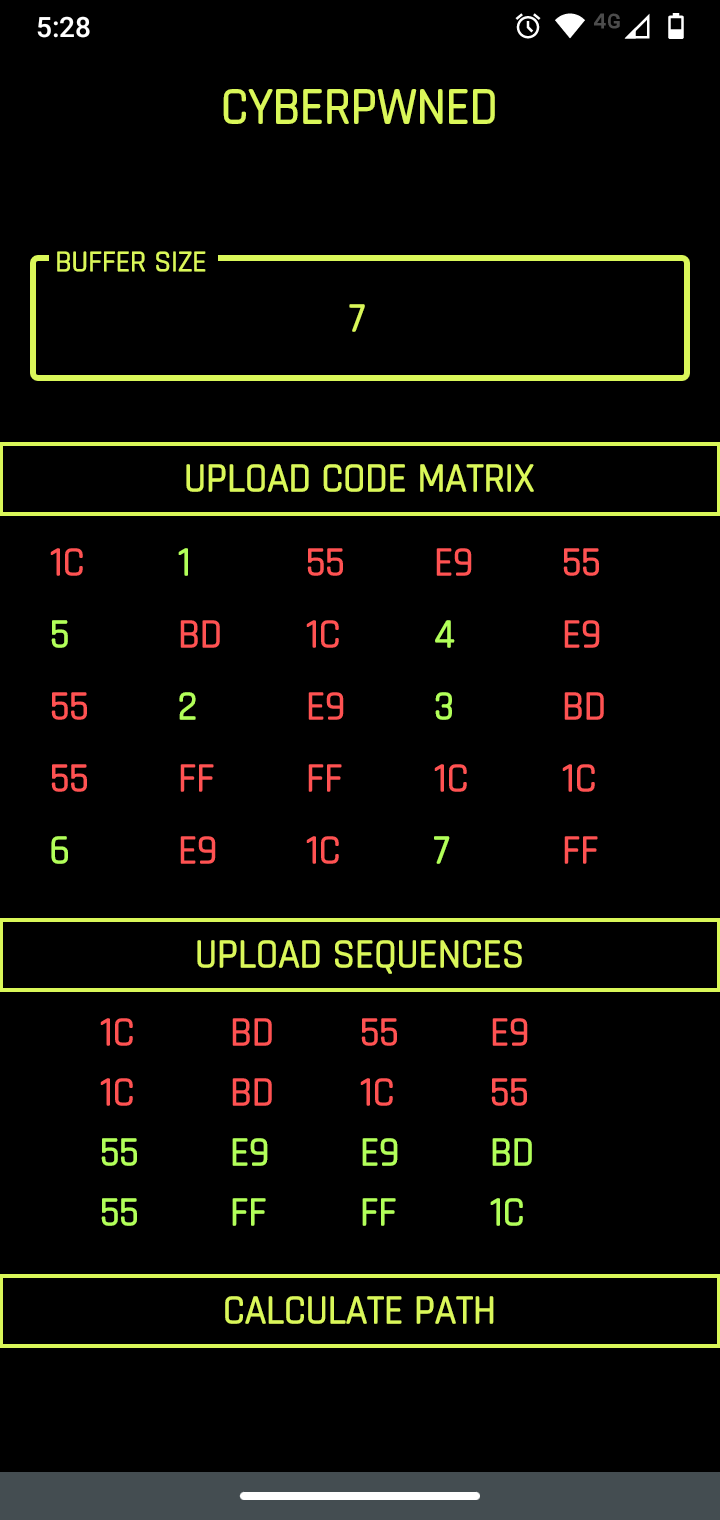 5:28 4G
CYBERPWNED
BUFFER SIZE
7
UPLOAD CODE MATRIX
1C 1 55 E9 55
5 BD 1C 4 E9
55 2 E9 3 BD
55 FF FF 1C 1C
6 E9 1C 7 FF
UPLOAD SEQUENCES
1C BD 55 E9
1C BD 1C 55
55 E9 E9 BD
55 FF FF 1C
CALCULATE PATH